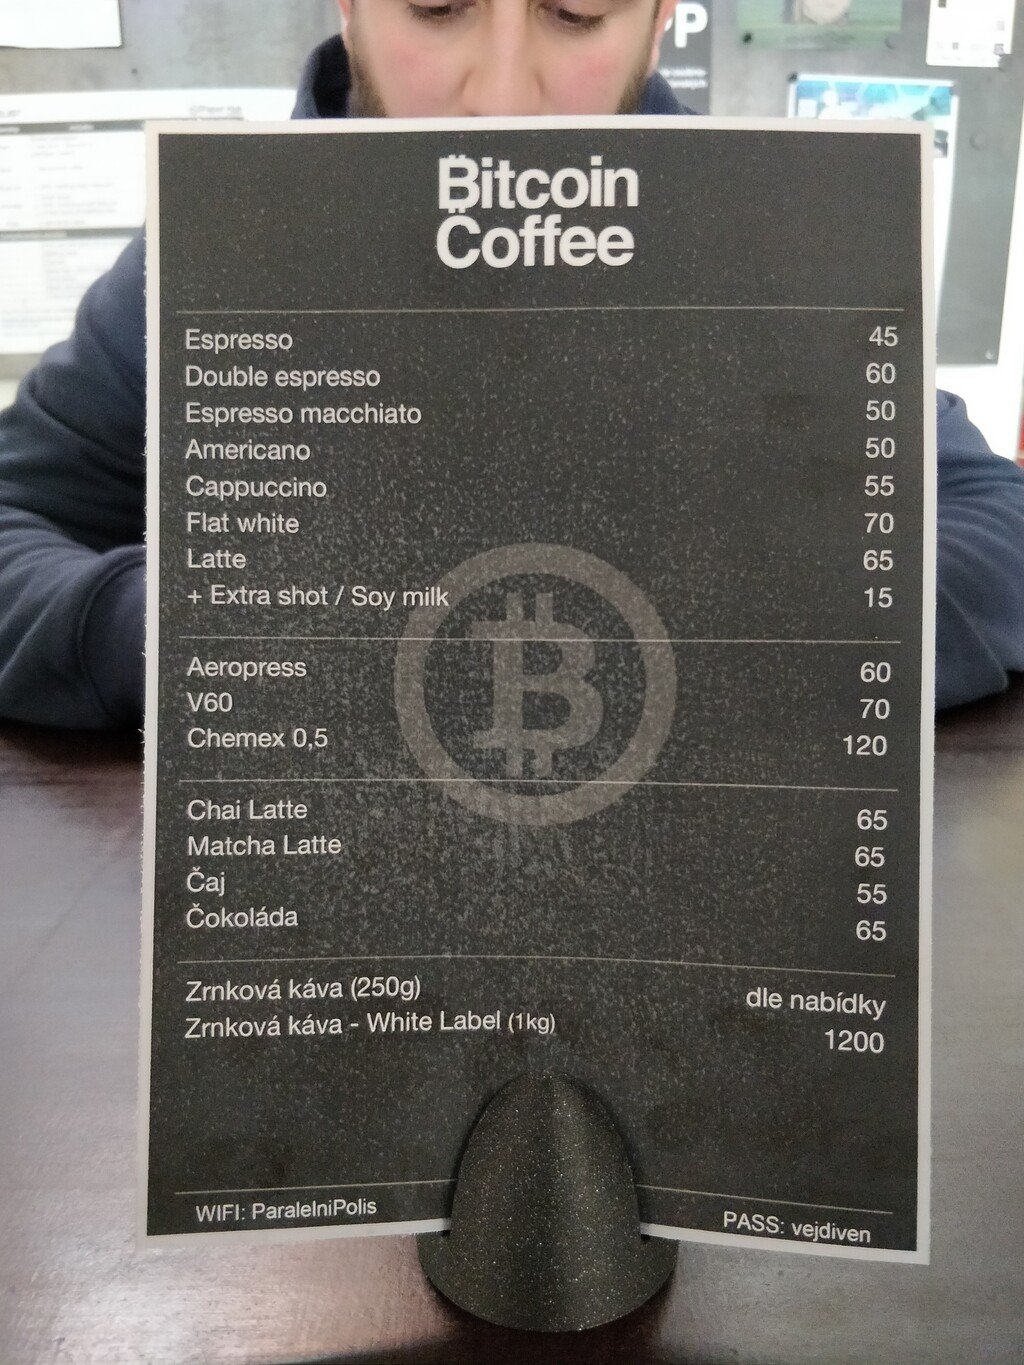 Bitcoin
Coffee
Espresso 45
Double espresso 60
Espresso macchiato 50
Americano 50
Cappuccino 55
Flat white 70
Latte 65
+ Extra shot / Soy milk 15
Aeropress 60
V60 70
Chemex 0,5 120
Chai Latte 65
Matcha Latte 65
Čaj 55
Čokoláda 65
Zrnková káva (250g) dle nabídky
Zrnková káva - White Label (1kg) 1200
WIFI: ParalelniPolis PASS: vejdiven